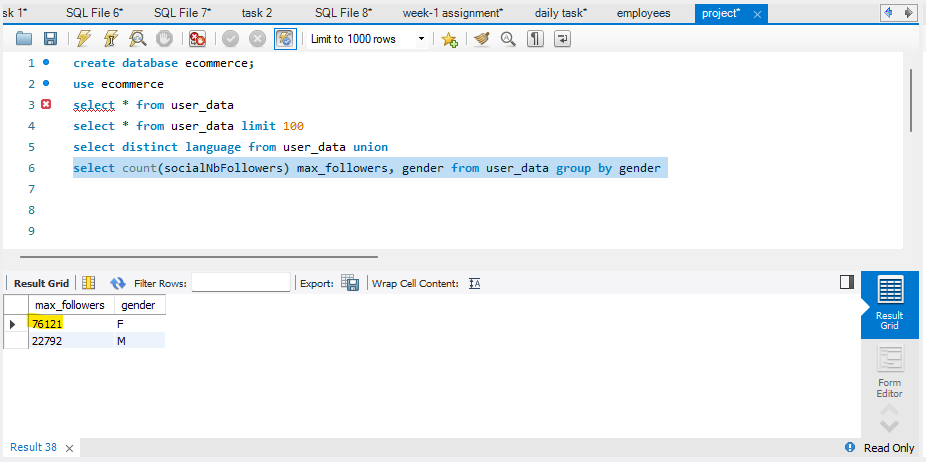 sk 1* SQL File 6* SQL File 7* task 2 SQL File 8* week-1 assignment* daily task* employees project*
Limit to 1000 rows
1 create database ecommerce;
2 use ecommerce
3 select * from user_data
4 select * from user_data limit 100
5 select distinct language from user_data union
6 select count(socialNbFollowers) max_followers, gender from user_data group by gender
7
8
9
Result Grid Filter Rows: Export: Wrap Cell Content: IA
max_followers gender
76121 F
22792 M
Result
Grid
Form
Editor
Result 38 Read Only